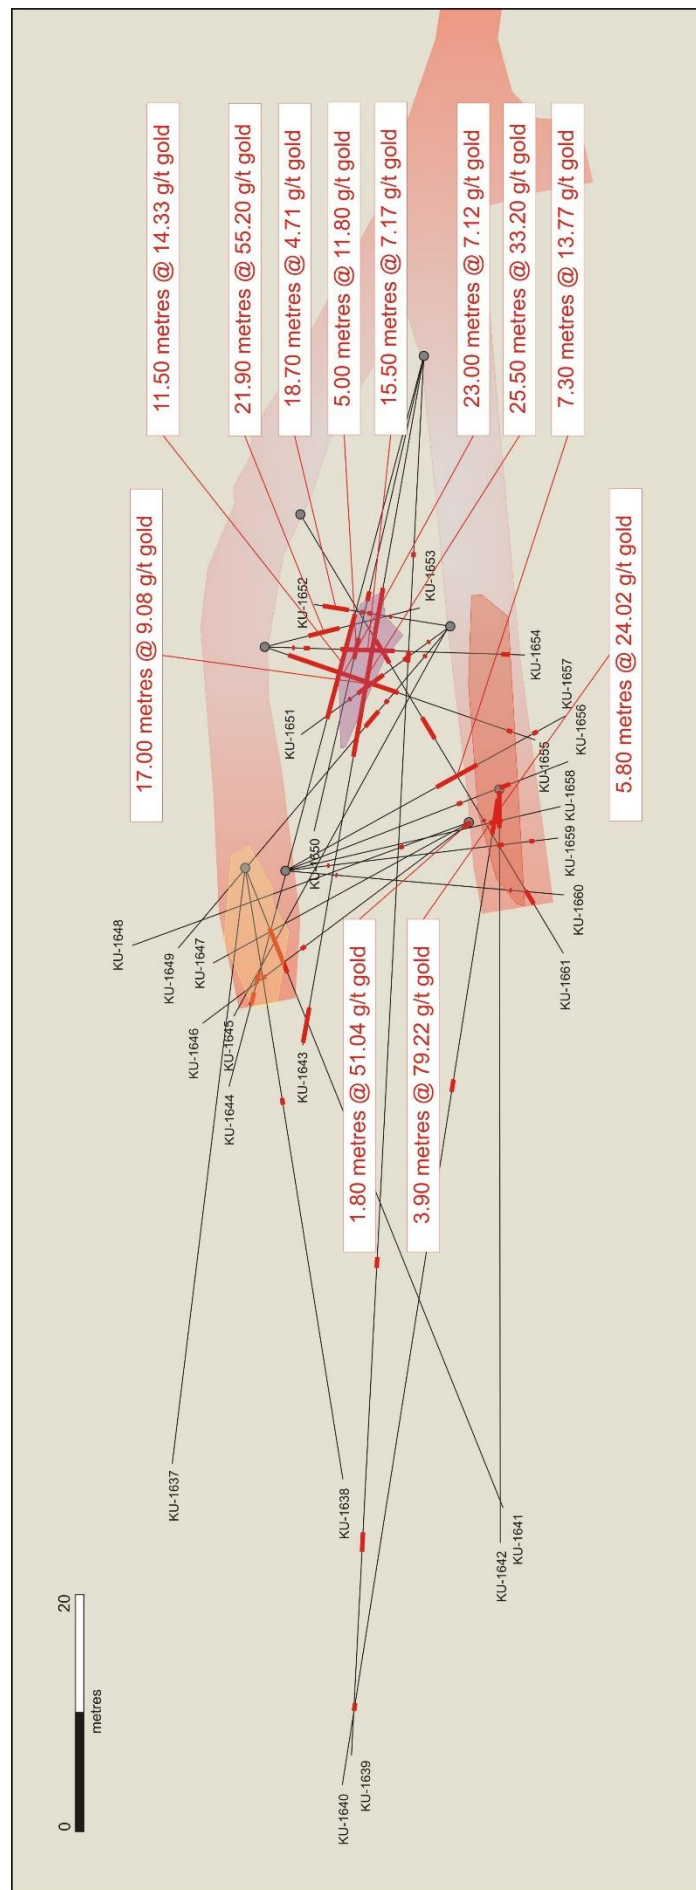 11.50 metres @ 14.33 g/t gold
21.90 metres @ 55.20 g/t gold
18.70 metres @ 4.71 g/t gold
5.00 metres @ 11.80 g/t gold
15.50 metres @ 7.17 g/t gold
23.00 metres @ 7.12 g/t gold
25.50 metres @ 33.20 g/t gold
7.30 metres @ 13.77 g/t gold
17.00 metres @ 9.08 g/t gold
5.80 metres @ 24.02 g/t gold
1.80 metres @ 51.04 g/t gold
3.90 metres @ 79.22 g/t gold
KU-1652
KU-1653
KU-1654
KU-1651
KU-1657
KU-1656
KU-1655
KU-1650
KU-1658
KU-1659
KU-1660
KU-1661
KU-1648
KU-1649
KU-1647
KU-1646
KU-1645
KU-1644
KU-1643
KU-1637
KU-1638
KU-1642
KU-1641
KU-1640
KU-1639
0
20
metres